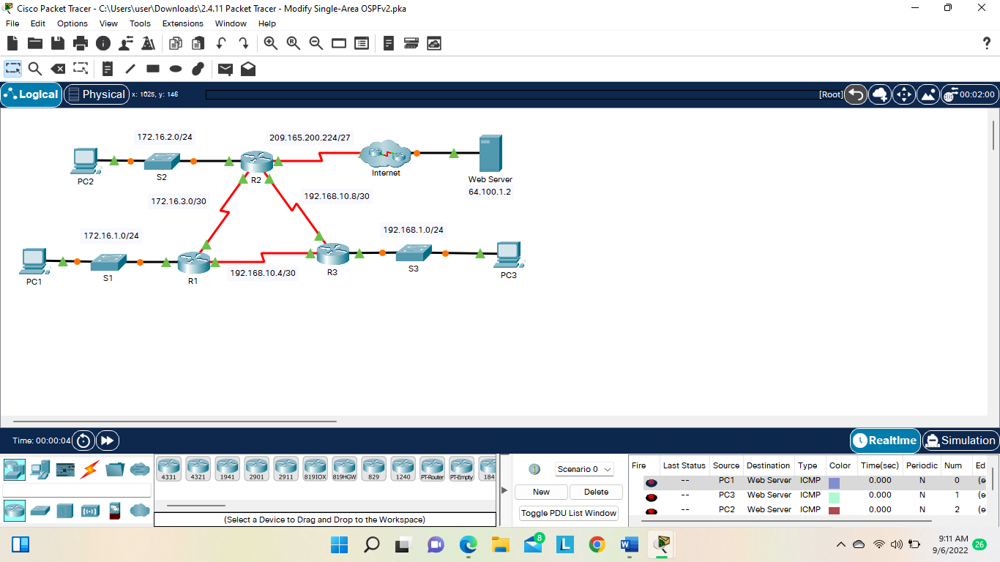 Cisco Packet Tracer - C:\Users\user\Downloads\2.4.11 Packet Tracer - Modify Single-Area OSPFv2.pka
File Edit Options View Tools Extensions Window Help
?
Logical Physical x: 1025, y: 146 [Root] 00:02:00
172.16.2.0/24
209.165.200.224/27
PC2
S2
R2
Internet
Web Server
64.100.1.2
172.16.3.0/30
192.168.10.8/30
172.16.1.0/24
192.168.1.0/24
PC1
S1
R1
192.168.10.4/30
R3
S3
PC3
Time: 00:00:04 Realtime Simulation
4331 4321 1941 2901 2911 819IOX 819HGW 829 1240 PT-Router PT-Empty 184
(Select a Device to Drag and Drop to the Workspace)
Scenario 0
New Delete
Toggle PDU List Window
Fire Last Status Source Destination Type Color Time(sec) Periodic Num Ed
-- PC1 Web Server ICMP 0.000 N 0 (e
-- PC3 Web Server ICMP 0.000 N 1 (e
-- PC2 Web Server ICMP 0.000 N 2 (e
8
L
W
9:11 AM
9/6/2022
26